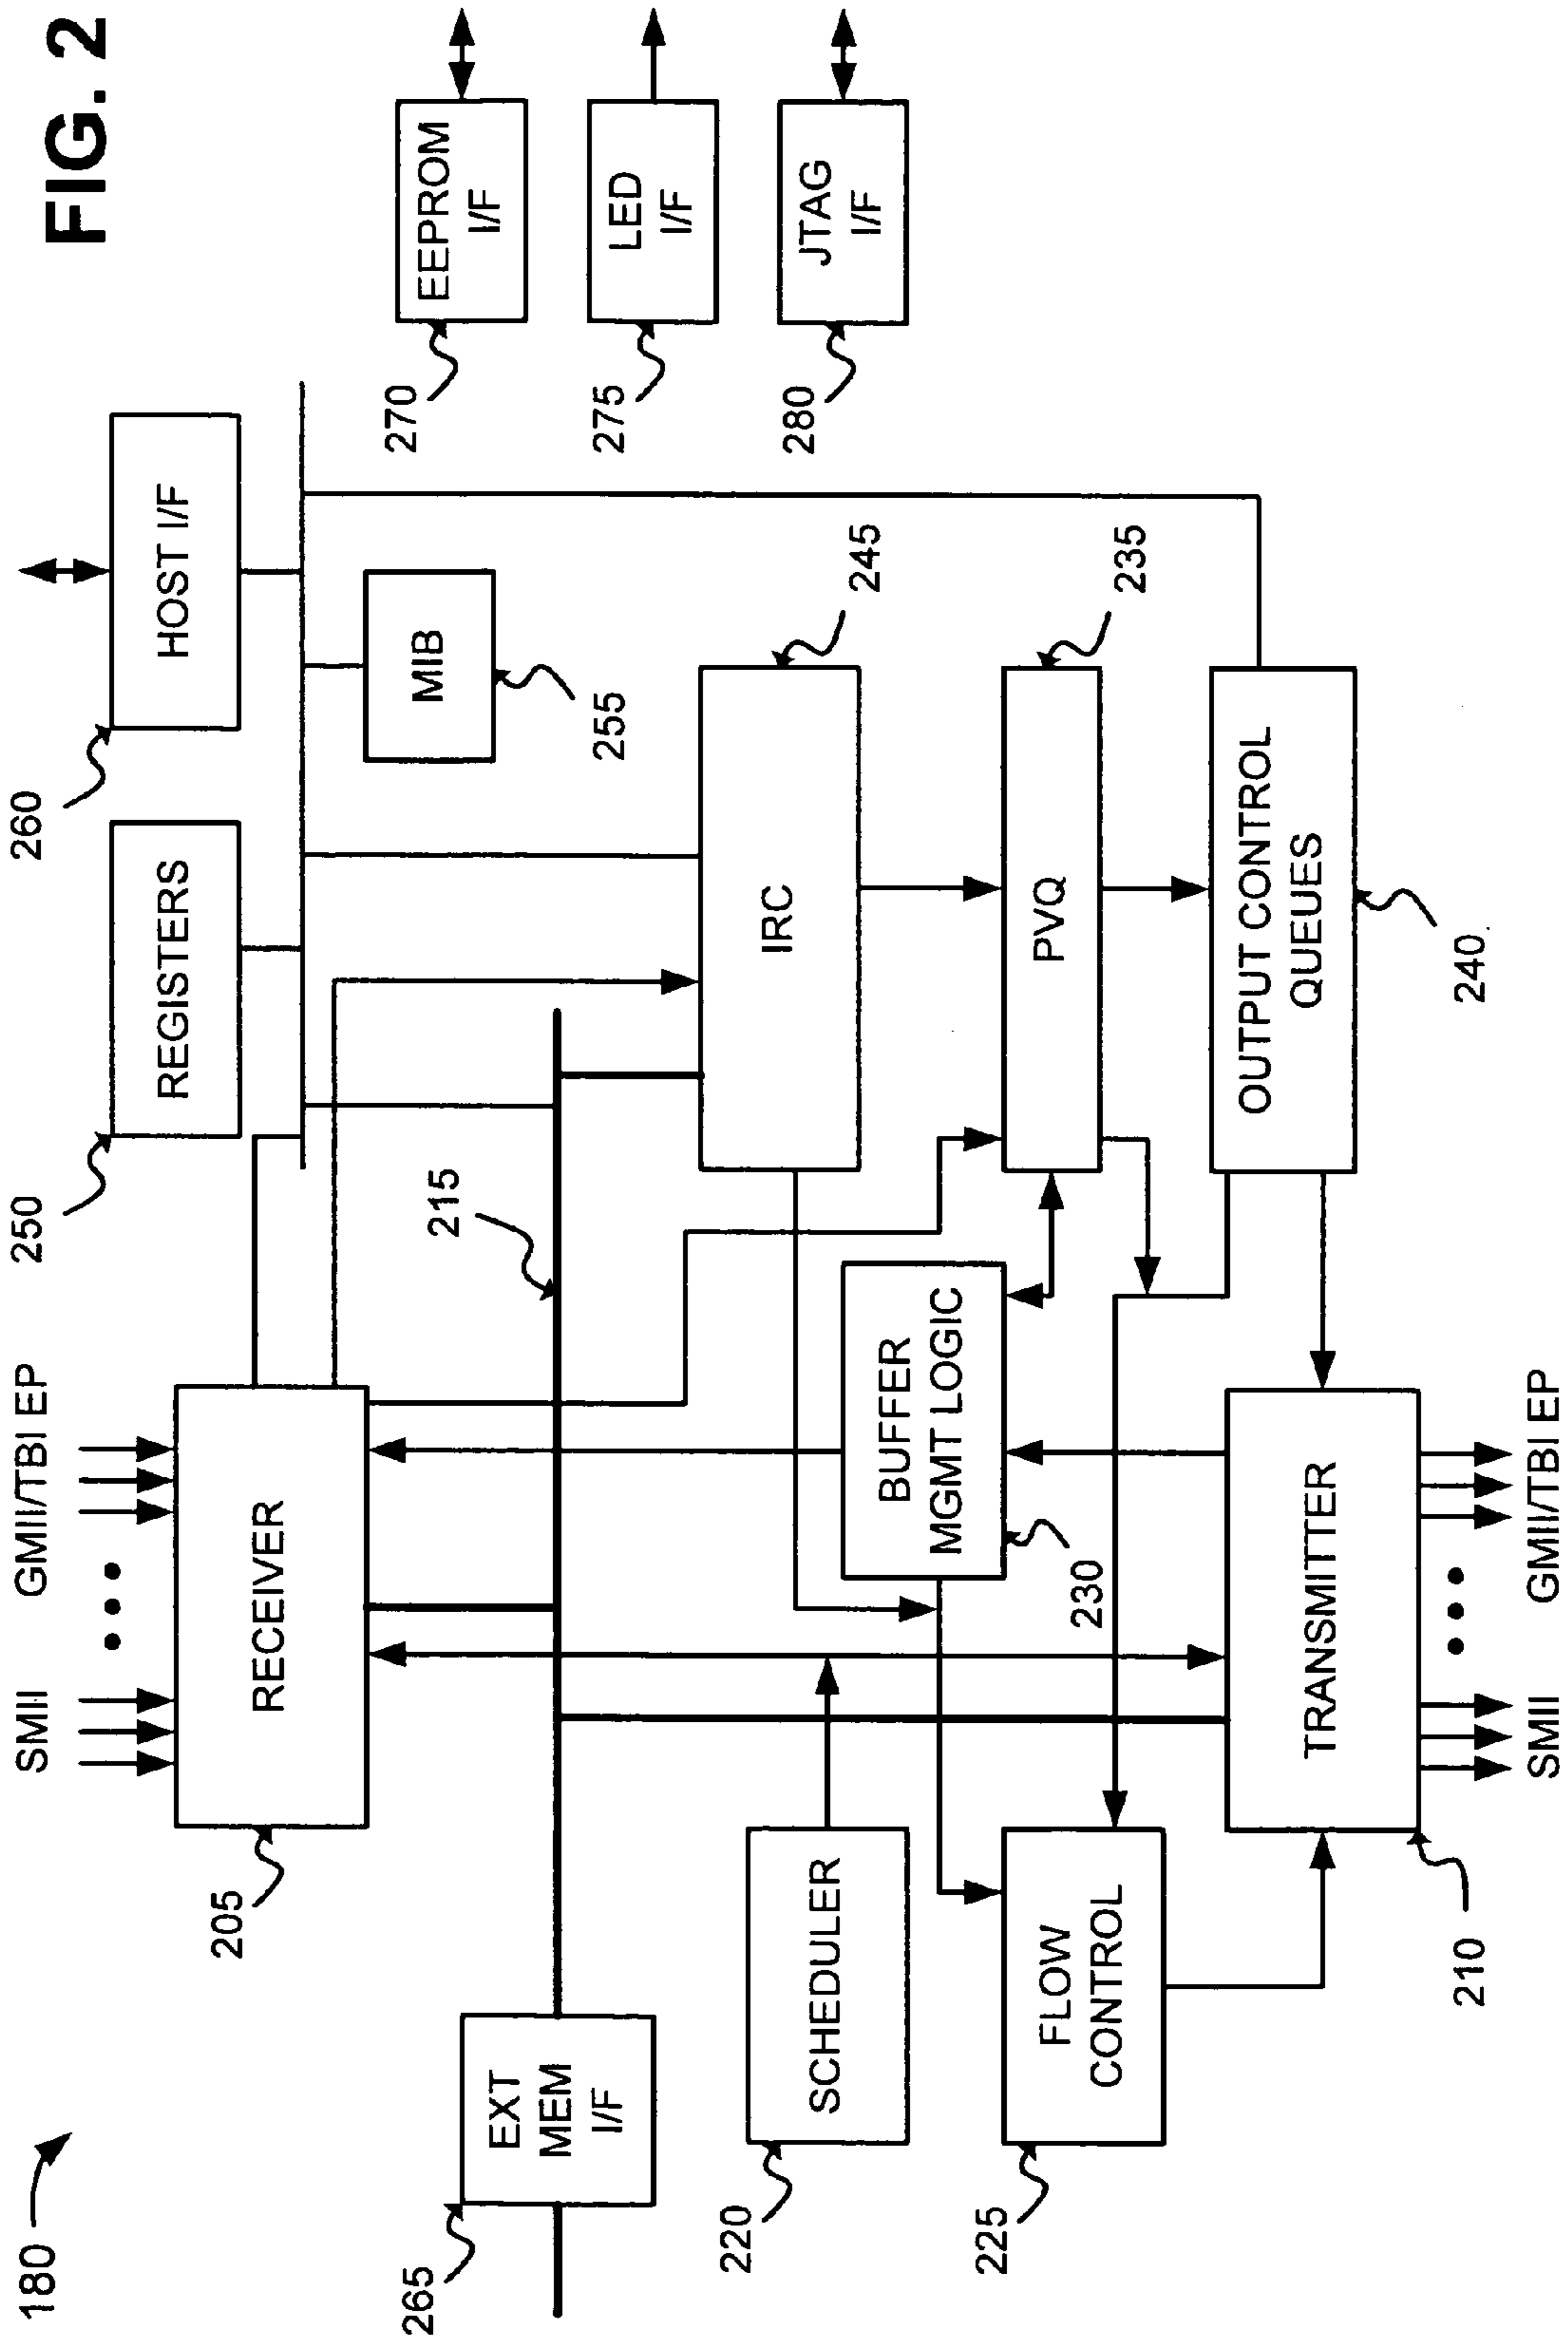 FIG. 2
180
SMII
GMII/TBI EP
250
260
REGISTERS
HOST I/F
205
RECEIVER
MIB
255
215
265
EXT
MEM
I/F
270
EEPROM
I/F
275
LED
I/F
280
JTAG
I/F
220
SCHEDULER
IRC
245
BUFFER
MGMT LOGIC
230
225
FLOW
CONTROL
PVQ
235
OUTPUT CONTROL
QUEUES
240
TRANSMITTER
210
SMII
GMII/TBI EP